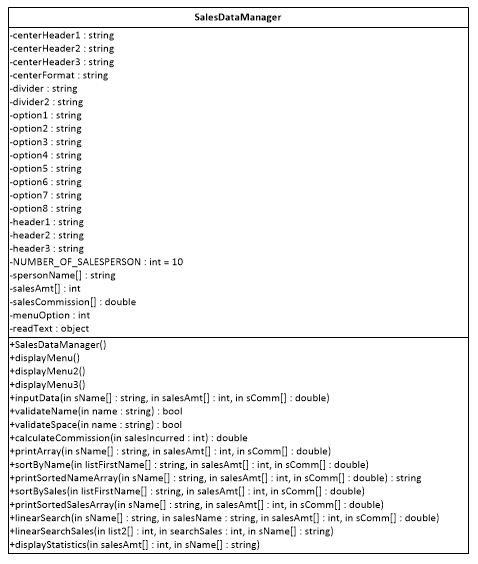 SalesDataManager
-centerHeader1 : string
-centerHeader2 : string
-centerHeader3 : string
-centerFormat : string
-divider : string
-divider2 : string
-option1 : string
-option2 : string
-option3 : string
-option4 : string
-option5 : string
-option6 : string
-option7 : string
-option8 : string
-header1 : string
-header2 : string
-header3 : string
-NUMBER_OF_SALESPERSON : int = 10
-spersonName[] : string
-salesAmt[] : int
-salesCommission[] : double
-menuOption : int
-readText : object
+SalesDataManager()
+displayMenu()
+displayMenu2()
+displayMenu3()
+inputData(in sName[] : string, in salesAmt[] : int, in sComm[] : double)
+validateName(in name : string) : bool
+validateSpace(in name : string) : bool
+calculateCommission(in salesIncurred : int) : double
+printArray(in sName[] : string, in salesAmt[] : int, in sComm[] : double)
+sortByName(in listFirstName[] : string, in salesAmt[] : int, in sComm[] : double)
+printSortedNameArray(in sName[] : string, in salesAmt[] : int, in sComm[] : double) : string
+sortBySales(in listFirstName[] : string, in salesAmt[] : int, in sComm[] : double)
+printSortedSalesArray(in sName[] : string, in salesAmt[] : int, in sComm[] : double)
+linearSearch(in sName[] : string, in salesName : string, in salesAmt[] : int, in sComm[] : double)
+linearSearchSales(in list2[] : int, in searchSales : int, in sName[] : string)
+displayStatistics(in salesAmt[] : int, in sName[] : string)